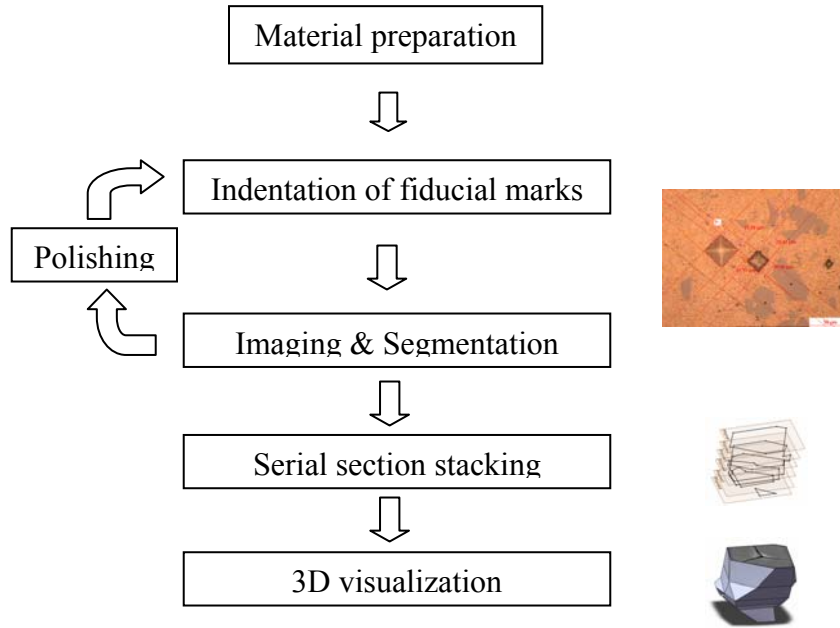 Material preparation
Indentation of fiducial marks
Polishing
Imaging & Segmentation
Serial section stacking
3D visualization